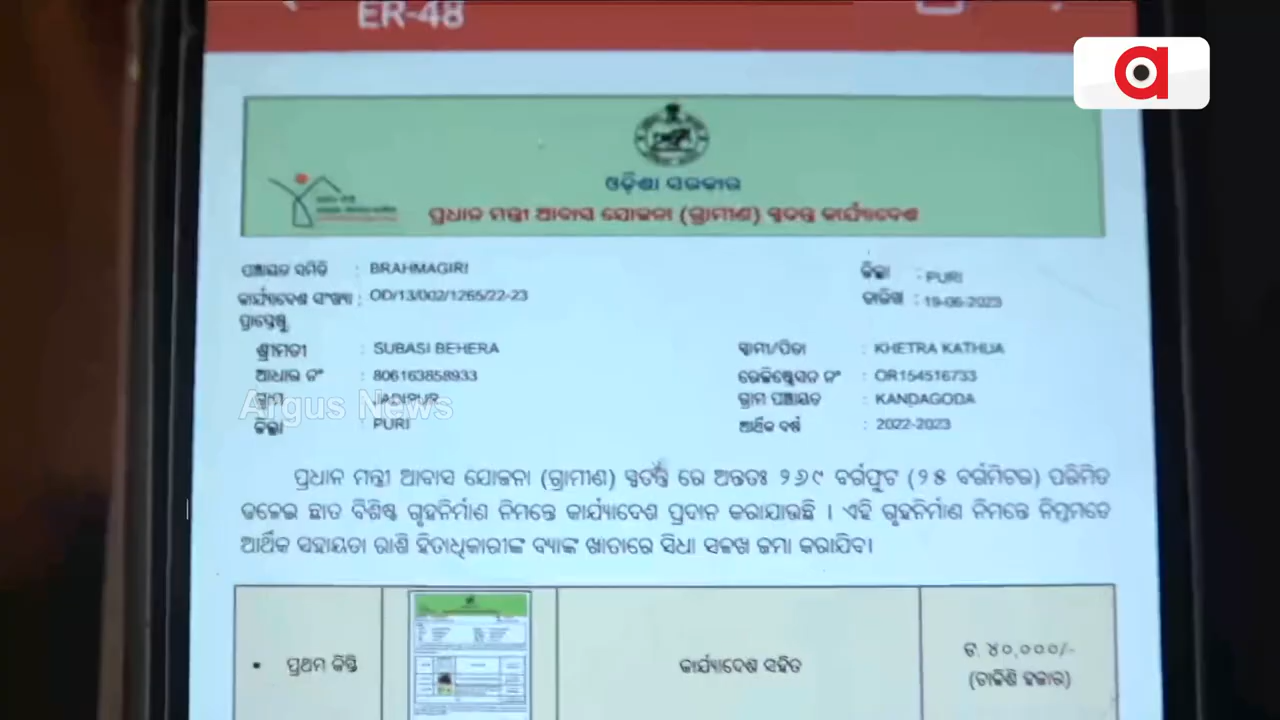 ER-48
ଓଡ଼ିଶା ସରକାର
ପ୍ରଧାନ ମନ୍ତ୍ରୀ ଆବାସ ଯୋଜନା (ଗ୍ରାମୀଣ) ସ୍ୱତନ୍ତ୍ର କାର୍ଯ୍ୟାଦେଶ
ପଞ୍ଚାୟତ ସମିତି : BRAHMAGIRI ଜିଲ୍ଲା : PURI
କାର୍ଯ୍ୟାଦେଶ ସଂଖ୍ୟା : OD/13/002/1265/22-23 ତାରିଖ : 19-06-2023
ପ୍ରାପ୍ତେଷୁ
ଶ୍ରୀମତୀ : SUBASI BEHERA ସ୍ୱାମୀ/ପିତା : KHETRA KATHUA
ଆଧାର ନଂ : 806163858933 ରେଜିଷ୍ଟ୍ରେସନ ନଂ : OR154516733
ଗ୍ରାମ : JADIPUR ଗ୍ରାମ ପଞ୍ଚାୟତ : KANDAGODA
Argus News
ଜିଲ୍ଲା : PURI ଆର୍ଥିକ ବର୍ଷ : 2022-2023
ପ୍ରଧାନ ମନ୍ତ୍ରୀ ଆବାସ ଯୋଜନା (ଗ୍ରାମୀଣ) ସ୍ୱତନ୍ତ୍ର ରେ ଅନ୍ତତଃ ୨୬୯ ବର୍ଗଫୁଟ (୨୫ ବର୍ଗମିଟର) ପରିମିତ
ଢଳେଇ ଛାତ ବିଶିଷ୍ଟ ଗୃହନିର୍ମାଣ ନିମନ୍ତେ କାର୍ଯ୍ୟାଦେଶ ପ୍ରଦାନ କରାଯାଉଛି । ଏହି ଗୃହନିର୍ମାଣ ନିମନ୍ତେ ନିମ୍ନମତେ
ଆର୍ଥିକ ସହାୟତା ରାଶି ହିତାଧିକାରୀଙ୍କ ବ୍ୟାଙ୍କ ଖାତାରେ ସିଧା ସଳଖ ଜମା କରାଯିବ।
• ପ୍ରଥମ କିସ୍ତି କାର୍ଯ୍ୟାଦେଶ ସହିତ ଟ. ୪୦,୦୦୦/-
(ଚାଳିଶି ହଜାର)